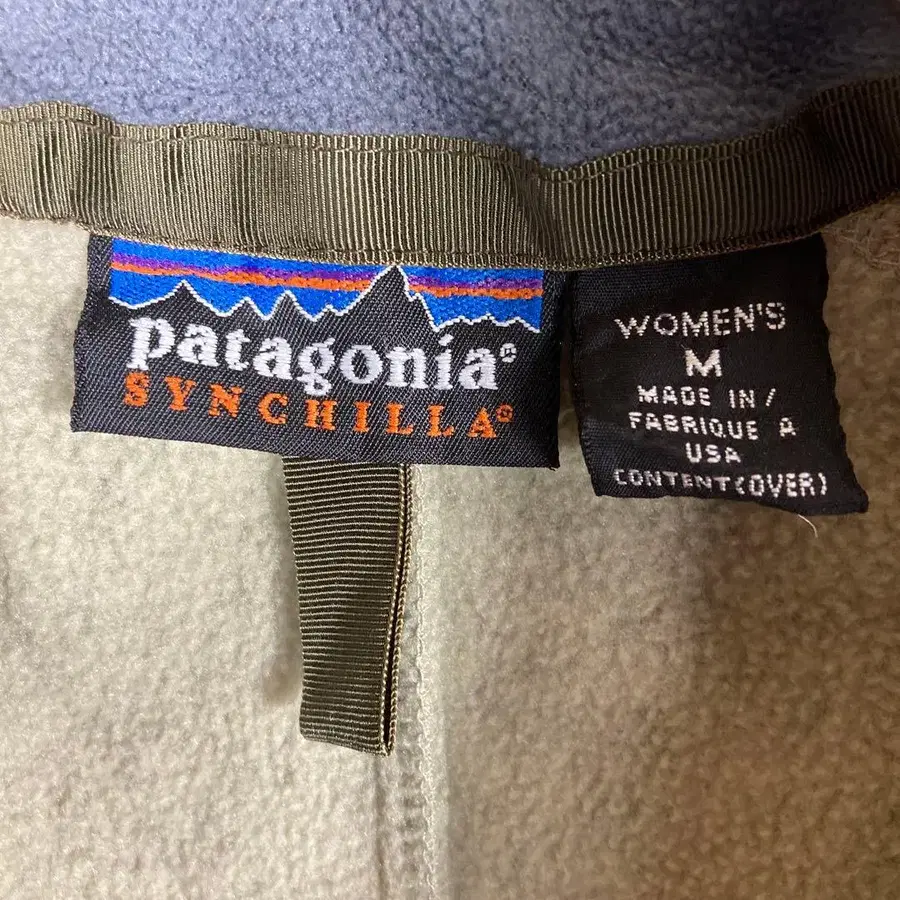 patagonia®
SYNCHILLA®
WOMEN'S
M
MADE IN/
FABRIQUE A
USA
CONTENT(OVER)